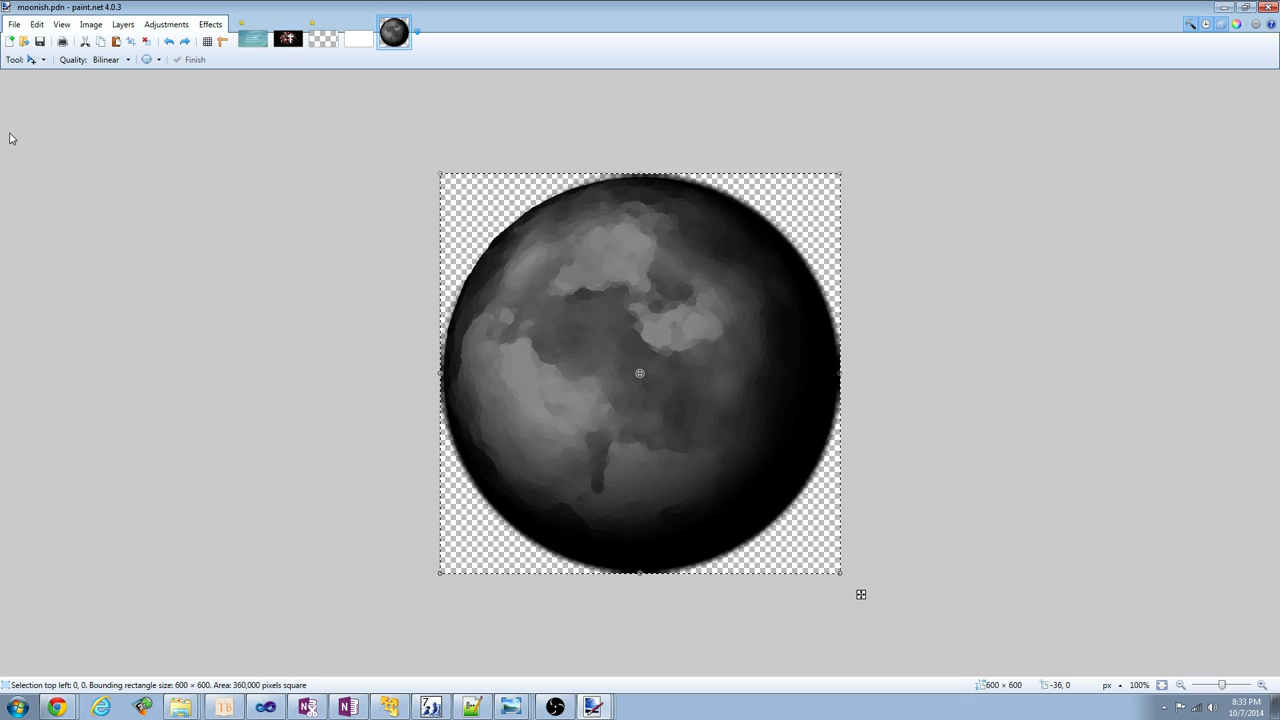 moonish.pdn - paint.net 4.0.3
File Edit View Image Layers Adjustments Effects
Tool: Quality: Bilinear Finish
Selection top left: 0, 0. Bounding rectangle size: 600 × 600. Area: 360,000 pixels square
600 × 600 -36, 0 px 100%
TB
8:33 PM
10/7/2014